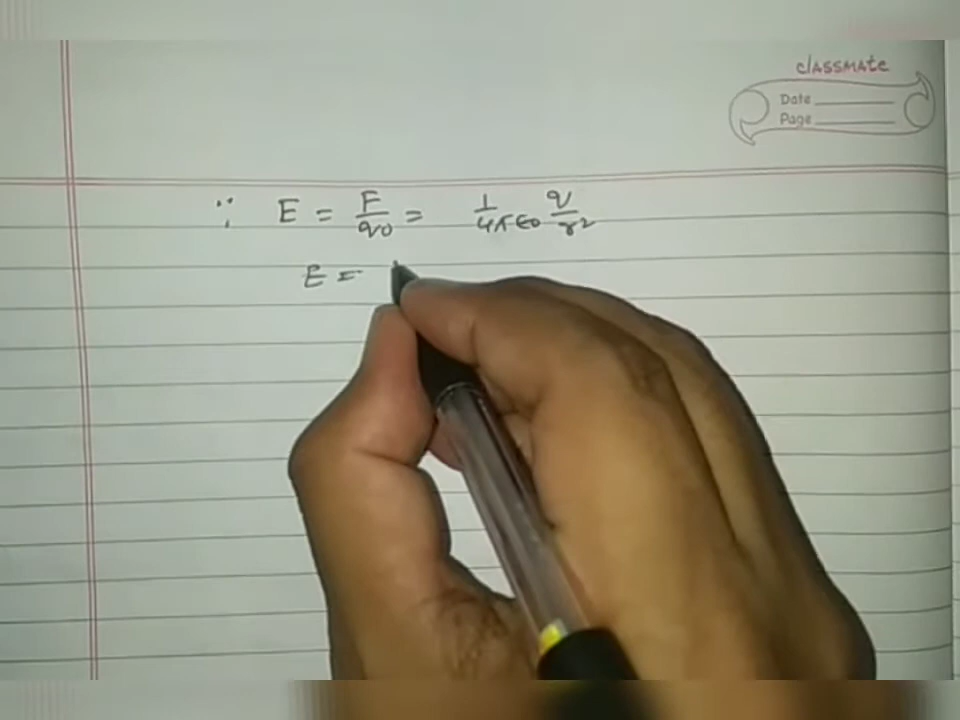 classmate
Date
Page
∵ E = F/q0 = 1/4πε0 q/r2
E =